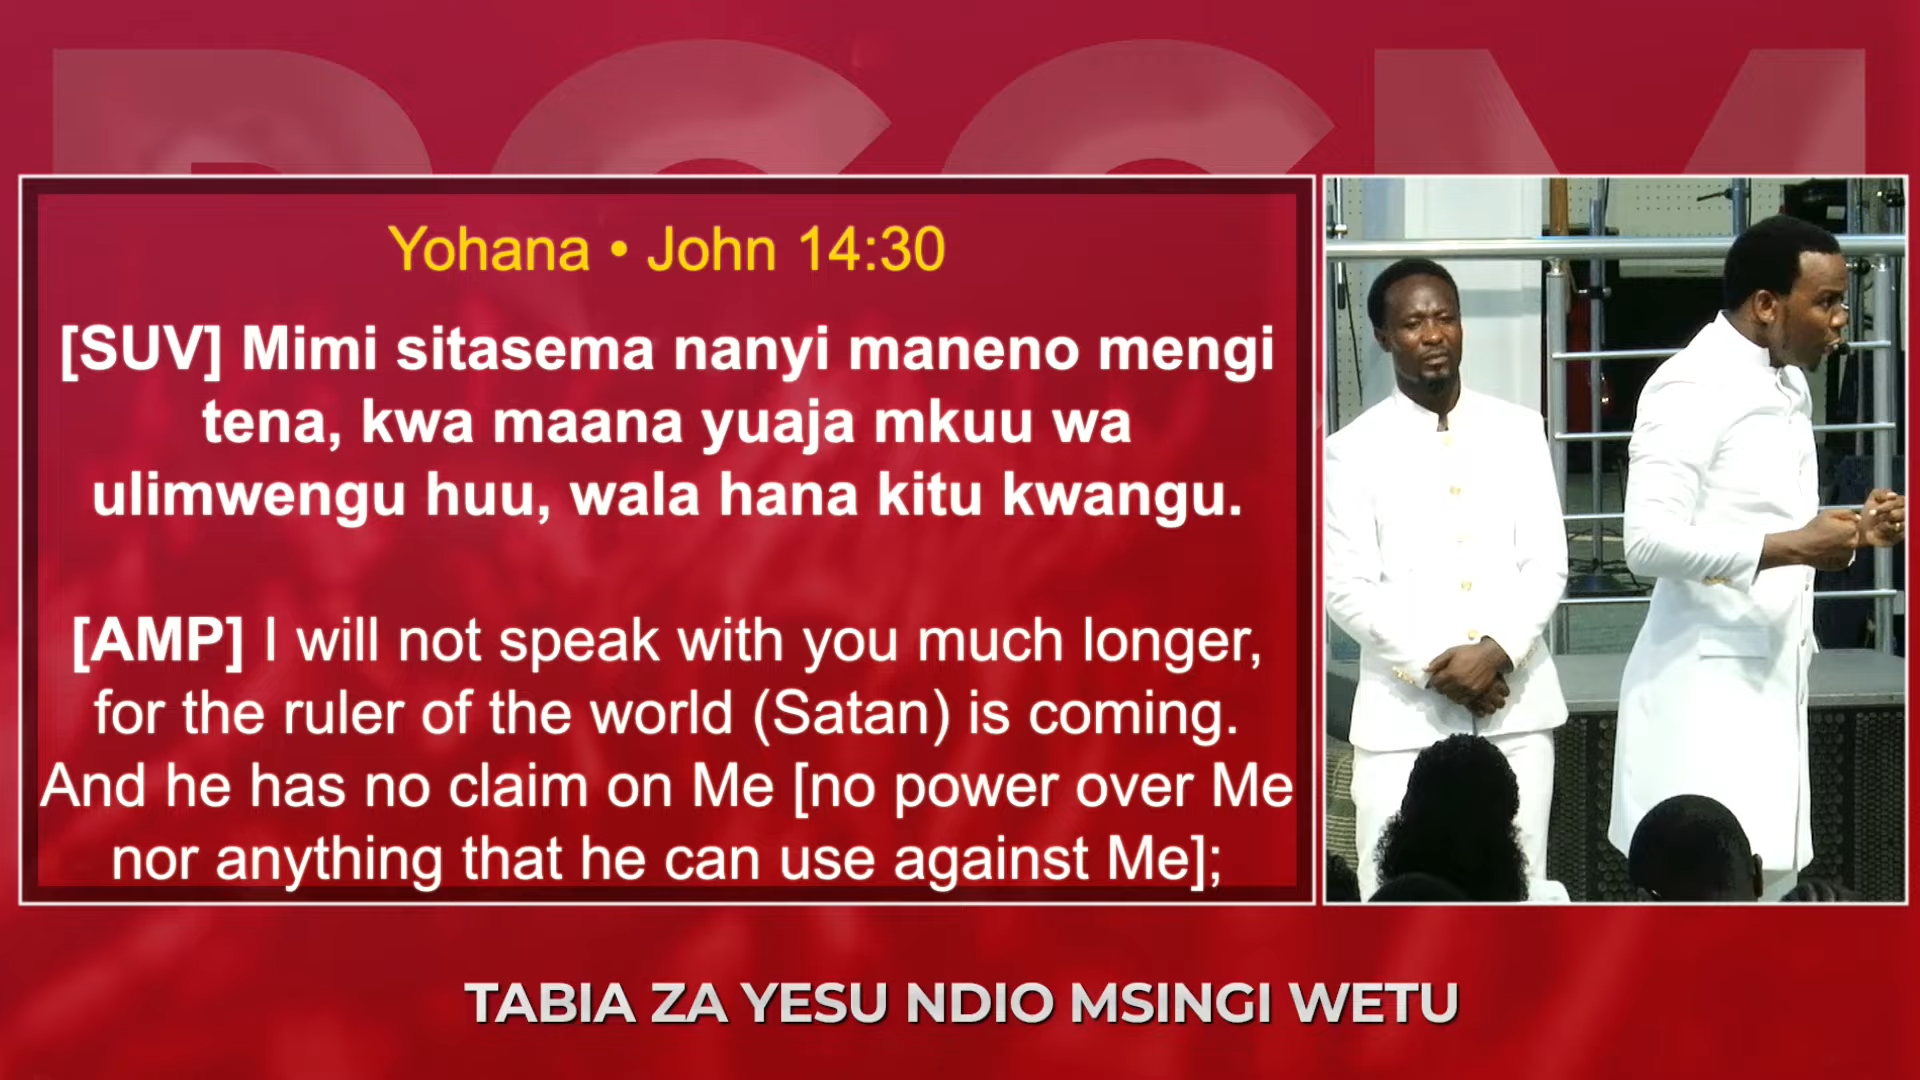 Yohana • John 14:30
[SUV] Mimi sitasema nanyi maneno mengi
tena, kwa maana yuaja mkuu wa
ulimwengu huu, wala hana kitu kwangu.
[AMP] I will not speak with you much longer,
for the ruler of the world (Satan) is coming.
And he has no claim on Me [no power over Me
nor anything that he can use against Me];
TABIA ZA YESU NDIO MSINGI WETU